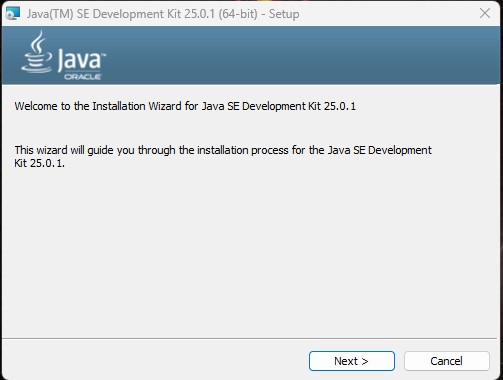 Java(TM) SE Development Kit 25.0.1 (64-bit) - Setup
Java™
ORACLE
Welcome to the Installation Wizard for Java SE Development Kit 25.0.1
This wizard will guide you through the installation process for the Java SE Development
Kit 25.0.1.
Next >
Cancel